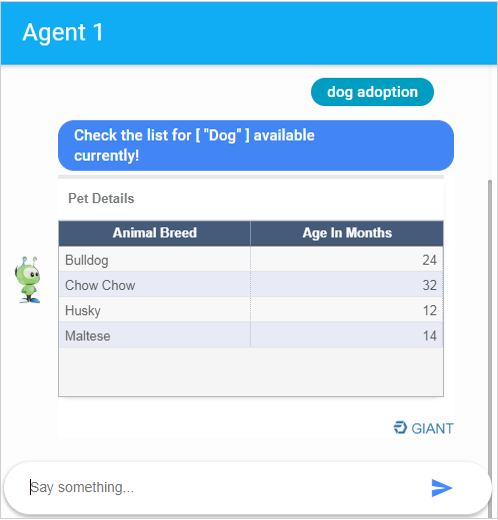 Agent 1
dog adoption
Check the list for [ "Dog" ] available
currently!
Pet Details
Animal Breed Age In Months
Bulldog 24
Chow Chow 32
Husky 12
Maltese 14
GIANT
Say something...